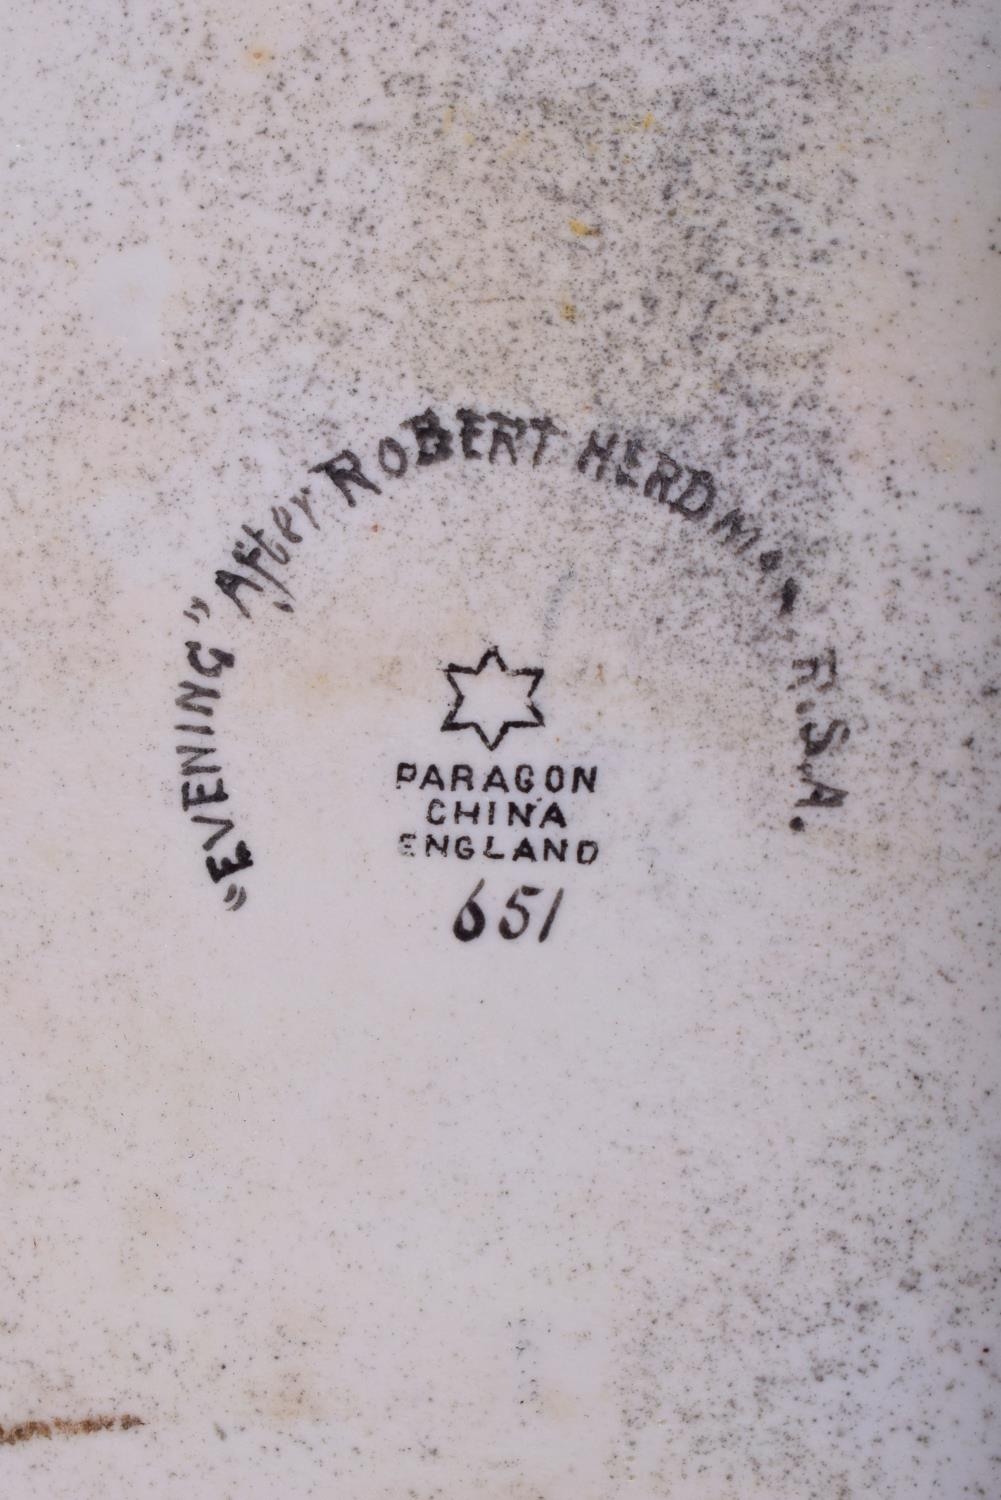 "EVENING" After ROBERT HERDMAN R.S.A.
PARAGON
CHINA
ENGLAND
651